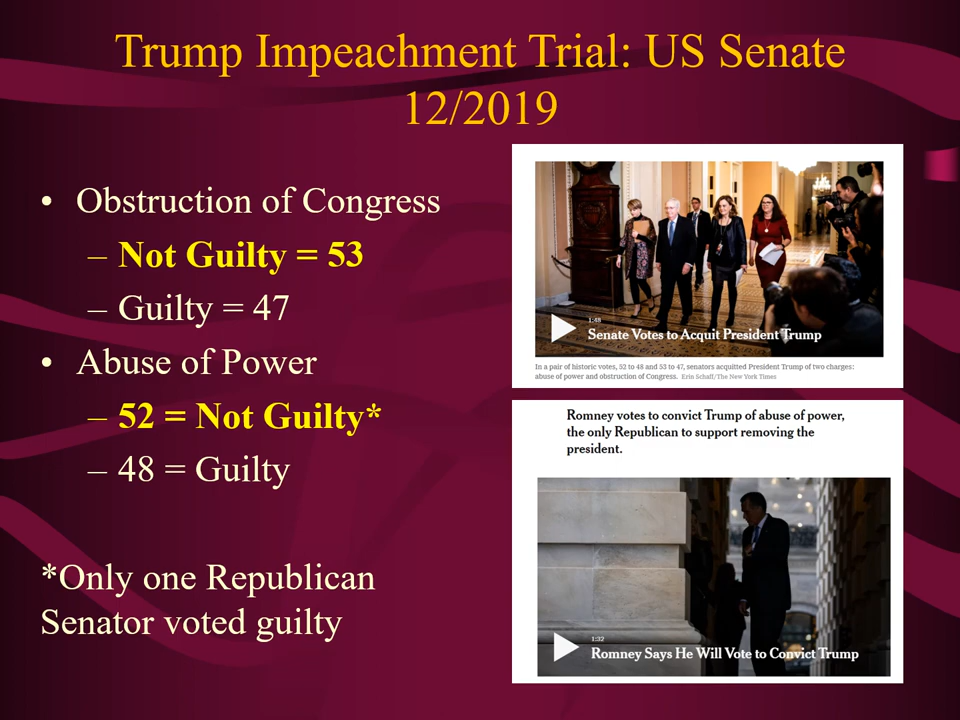 Trump Impeachment Trial: US Senate
12/2019
• Obstruction of Congress
– Not Guilty = 53
– Guilty = 47
• Abuse of Power
– 52 = Not Guilty*
– 48 = Guilty
*Only one Republican
Senator voted guilty
1:48
Senate Votes to Acquit President Trump
In a pair of historic votes, 52 to 48 and 53 to 47, senators acquitted President Trump of two charges:
abuse of power and obstruction of Congress. Erin Schaff/The New York Times
Romney votes to convict Trump of abuse of power,
the only Republican to support removing the
president.
1:37
Romney Says He Will Vote to Convict Trump